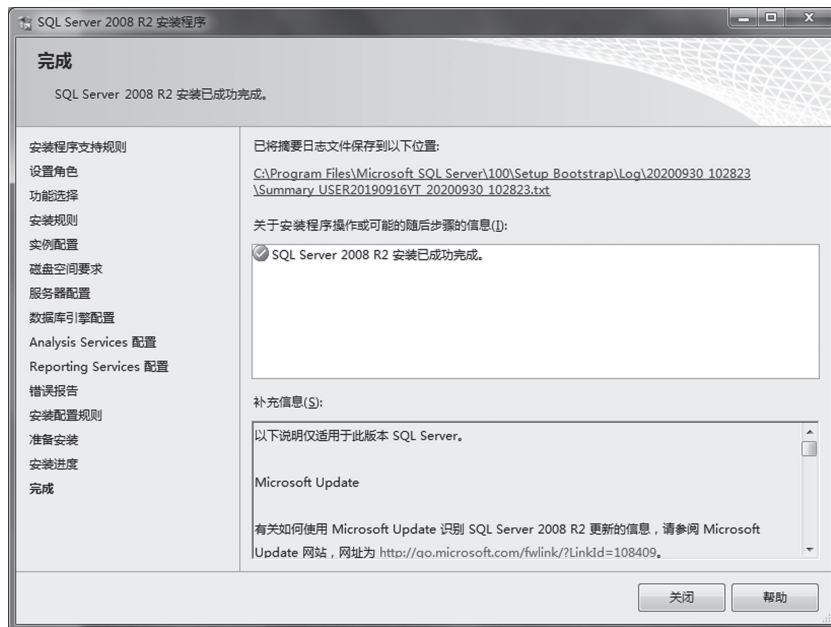 SQL Server 2008 R2 安装程序
完成
SQL Server 2008 R2 安装已成功完成。
安装程序支持规则
设置角色
功能选择
安装规则
实例配置
磁盘空间要求
服务器配置
数据库引擎配置
Analysis Services 配置
Reporting Services 配置
错误报告
安装配置规则
准备安装
安装进度
完成
已将摘要日志文件保存到以下位置:
C:\Program Files\Microsoft SQL Server\100\Setup Bootstrap\Log\20200930_102823
\Summary_USER20190916YT_20200930_102823.txt
关于安装程序操作或可能的随后步骤的信息(I):
SQL Server 2008 R2 安装已成功完成。
补充信息(S):
以下说明仅适用于此版本 SQL Server。
Microsoft Update
有关如何使用 Microsoft Update 识别 SQL Server 2008 R2 更新的信息，请参阅 Microsoft
Update 网站，网址为 http://go.microsoft.com/fwlink/?LinkId=108409。
关闭
帮助